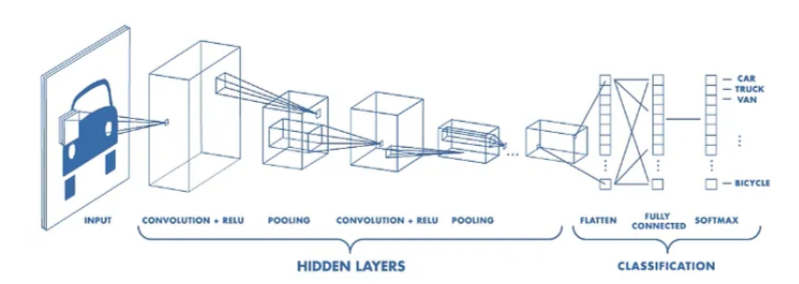 CAR
TRUCK
VAN
BICYCLE
INPUT
CONVOLUTION + RELU
POOLING
CONVOLUTION + RELU
POOLING
FLATTEN
FULLY
CONNECTED
SOFTMAX
HIDDEN LAYERS
CLASSIFICATION